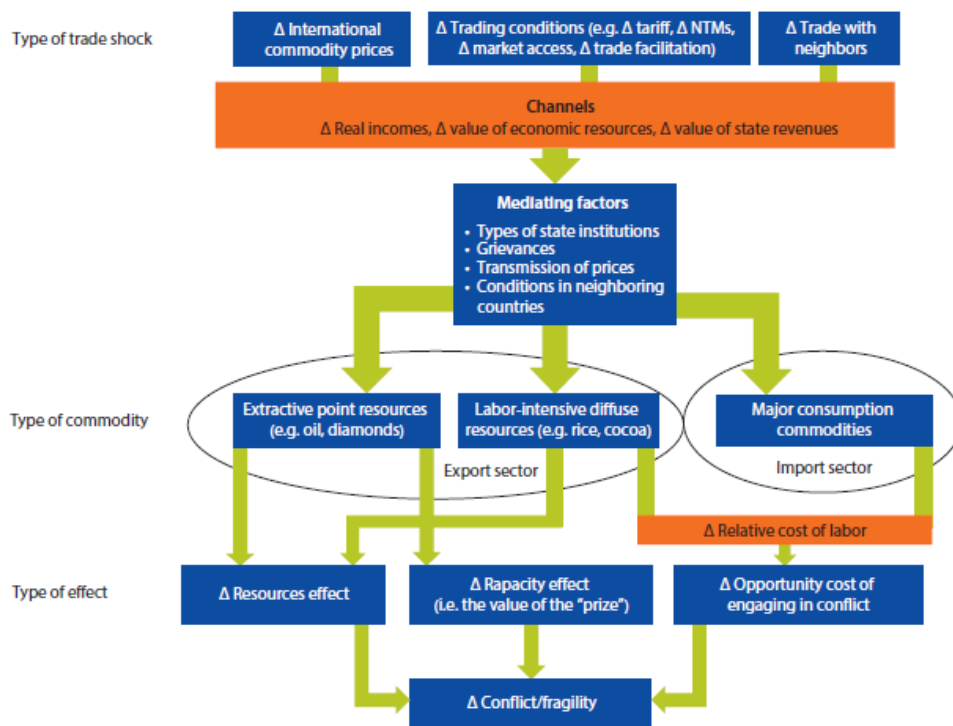 Type of trade shock
Δ International
commodity prices
Δ Trading conditions (e.g. Δ tariff, Δ NTMs,
Δ market access, Δ trade facilitation)
Δ Trade with
neighbors
Channels
Δ Real incomes, Δ value of economic resources, Δ value of state revenues
Mediating factors
• Types of state institutions
• Grievances
• Transmission of prices
• Conditions in neighboring
countries
Type of commodity
Extractive point resources
(e.g. oil, diamonds)
Labor-intensive diffuse
resources (e.g. rice, cocoa)
Major consumption
commodities
Export sector
Import sector
Δ Relative cost of labor
Type of effect
Δ Resources effect
Δ Rapacity effect
(i.e. the value of the “prize”)
Δ Opportunity cost of
engaging in conflict
Δ Conflict/fragility